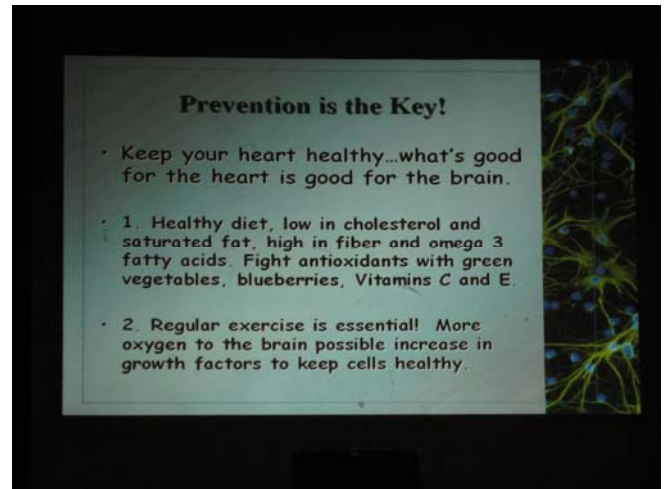 Prevention is the Key!
· Keep your heart healthy...what's good
for the heart is good for the brain.
· 1. Healthy diet, low in cholesterol and
saturated fat, high in fiber and omega 3
fatty acids. Fight antioxidants with green
vegetables, blueberries, Vitamins C and E.
· 2. Regular exercise is essential! More
oxygen to the brain possible increase in
growth factors to keep cells healthy.